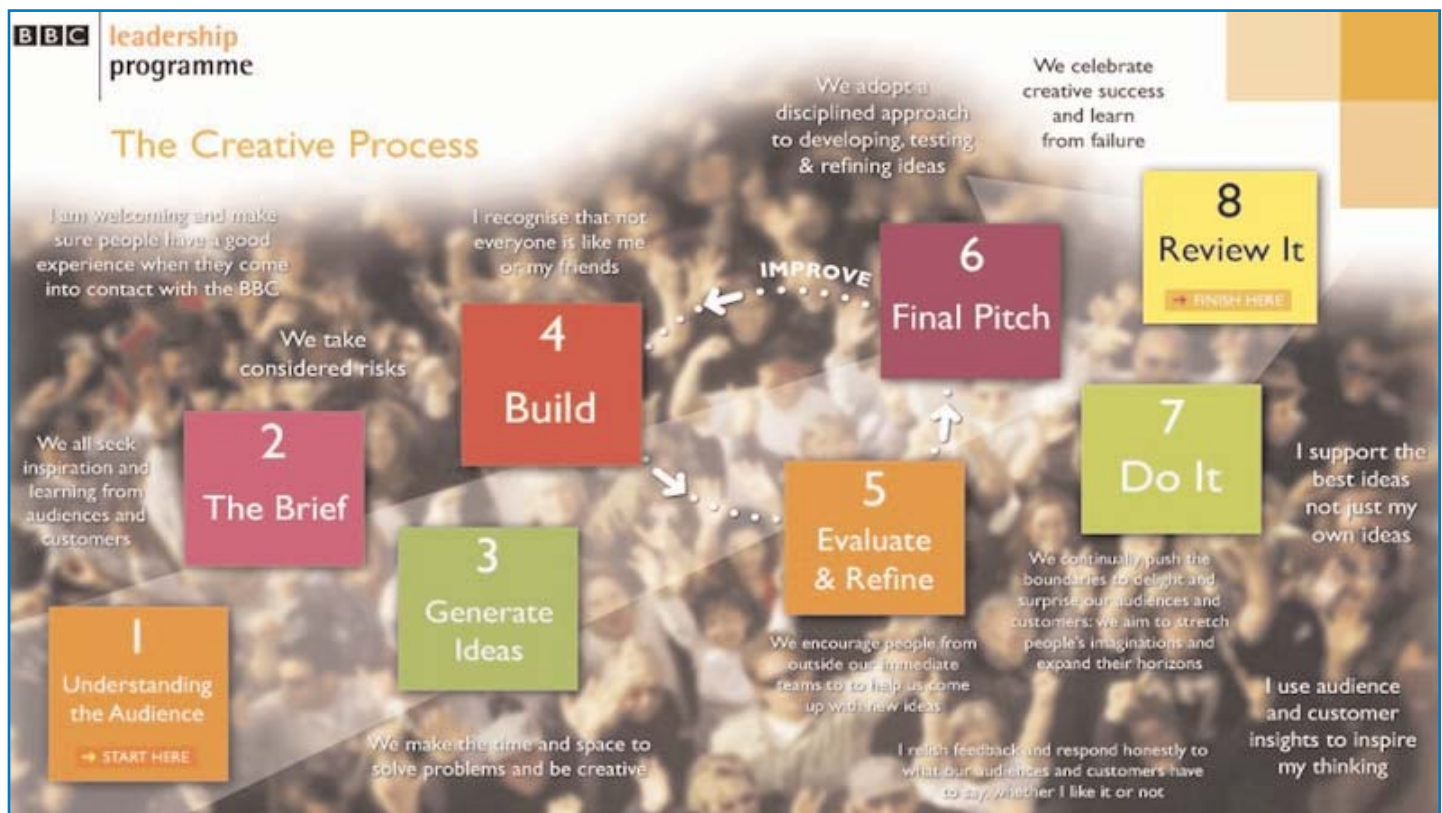 BBC
leadership
programme
The Creative Process
We adopt a
disciplined approach
to developing, testing
& refining ideas
We celebrate
creative success
and learn
from failure
I am welcoming and make
sure people have a good
experience when they come
into contact with the BBC
I recognise that not
everyone is like me
or my friends
We take
considered risks
We all seek
inspiration and
learning from
audiences and
customers
1
Understanding
the Audience
→ START HERE
2
The Brief
3
Generate
Ideas
We make the time and space to
solve problems and be creative
4
Build
IMPROVE
5
Evaluate
& Refine
We encourage people from
outside our immediate
teams to to help us come
up with new ideas
6
Final Pitch
7
Do It
We continually push the
boundaries to delight and
surprise our audiences and
customers: we aim to stretch
people's imaginations and
expand their horizons
8
Review It
→ FINISH HERE
I support the
best ideas
not just my
own ideas
I relish feedback and respond honestly to
what our audiences and customers have
to say, whether I like it or not
I use audience
and customer
insights to inspire
my thinking